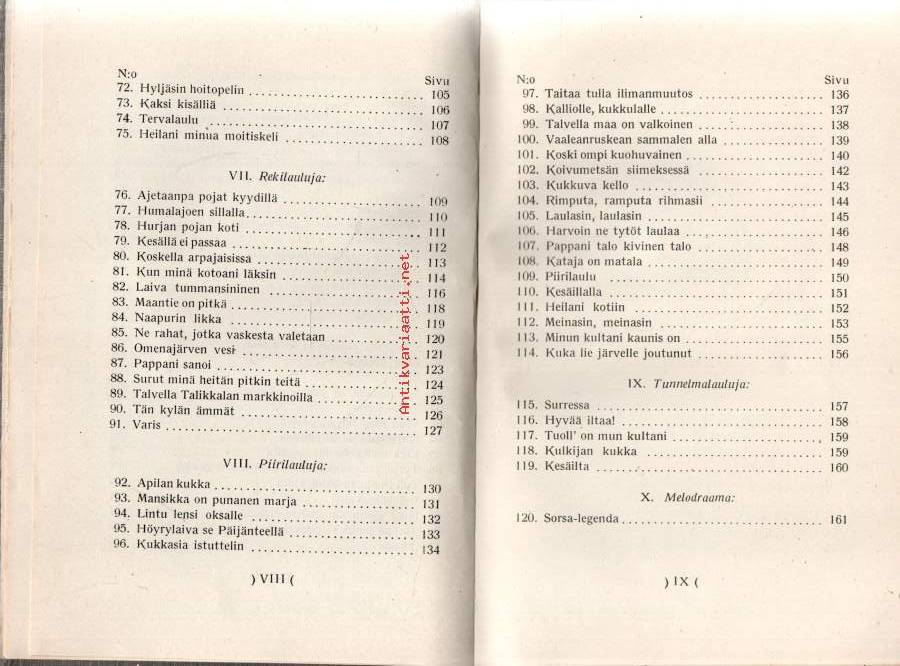 N:o Sivu
72. Hyljäsin hoitopelin 105
73. Kaksi kisälliä 106
74. Tervalaulu 107
75. Heilani minua moitiskeli 108
VII. Rekilauluja:
76. Ajetaanpa pojat kyydillä 109
77. Humalajoen sillalla 110
78. Hurjan pojan koti 111
79. Kesällä ei passaa 112
80. Koskella arpajaisissa 113
81. Kun minä kotoani läksin 114
82. Laiva tummansininen 116
83. Maantie on pitkä 118
84. Naapurin likka 119
85. Ne rahat, jotka vaskesta valetaan 120
86. Omenajärven vesi 121
87. Pappani sanoi 123
88. Surut minä heitän pitkin teitä 124
89. Talvella Talikkalan markkinoilla 125
90. Tän kylän ämmät 126
91. Varis 127
VIII. Piirilauluja:
92. Apilan kukka 130
93. Mansikka on punanen marja 131
94. Lintu lensi oksalle 132
95. Höyrylaiva se Päijänteellä 133
96. Kukkasia istuttelin 134
) VIII (
Antikvariaatti.net
N:o Sivu
97. Taitaa tulla ilimanmuutos 136
98. Kalliolle, kukkulalle 137
99. Talvella maa on valkoinen 138
100. Vaaleanruskean sammalen alla 139
101. Koski ompi kuohuvainen 140
102. Koivumetsän siimeksessä 142
103. Kukkuva kello 143
104. Rimputa, ramputa rihmasii 144
105. Laulasin, laulasin 145
106. Harvoin ne tytöt laulaa 146
107. Pappani talo kivinen talo 148
108. Kataja on matala 149
109. Piirilaulu 150
110. Kesäillalla 151
111. Heilani kotiin 152
112. Meinasin, meinasin 153
113. Minun kultani kaunis on 155
114. Kuka lie järvelle joutunut 156
IX. Tunnelmalauluja:
115. Surressa 157
116. Hyvää iltaa! 158
117. Tuoll' on mun kultani 159
118. Kulkijan kukka 159
119. Kesäilta 160
X. Melodraama:
120. Sorsa-legenda 161
) IX (